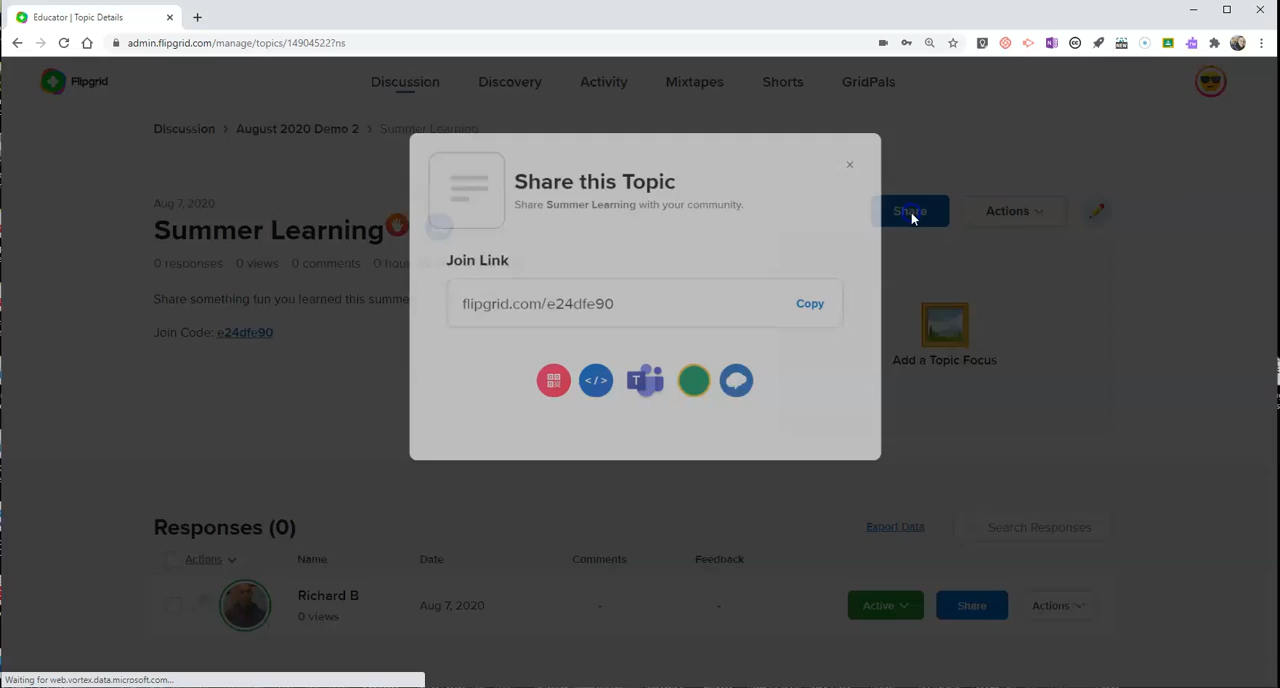 Educator | Topic Details
admin.flipgrid.com/manage/topics/14904522?ns
Flipgrid
Discussion
Discovery
Activity
Mixtapes
Shorts
GridPals
Discussion > August 2020 Demo 2 > Summer Learning
Share this Topic
Share Summer Learning with your community.
Aug 7, 2020
Share
Actions
Summer Learning
0 responses 0 views 0 comments 0 hou
Join Link
Share something fun you learned this summe
flipgrid.com/e24dfe90
Copy
Join Code: e24dfe90
Add a Topic Focus
T
</>
Responses (0)
Export Data
Search Responses
Actions
Name
Date
Comments
Feedback
Richard B
0 views
Aug 7, 2020
-
-
Active
Share
Actions
Waiting for web.vortex.data.microsoft.com...